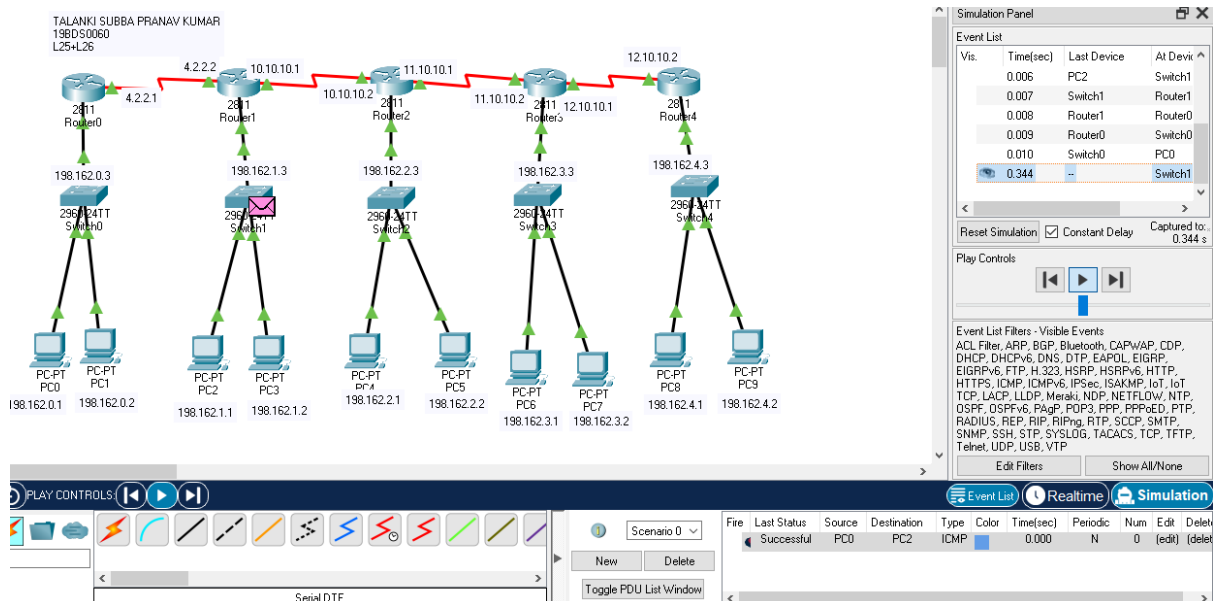 TALANKI SUBBA PRANAV KUMAR
19BDS0060
L25+L26
4.2.2.2
10.10.10.1
11.10.10.1
12.10.10.2
4.2.2.1
10.10.10.2
11.10.10.2
12.10.10.1
2811
Router0
2811
Router1
2811
Router2
2811
Router3
2811
Router4
198.162.0.3
198.162.1.3
198.162.2.3
198.162.3.3
198.162.4.3
2960-24TT
Switch0
Switch1
2960-24TT
Switch2
2960-24TT
Switch3
2960-24TT
Switch4
PC-PT
PC0
PC-PT
PC1
PC-PT
PC2
PC-PT
PC3
PC-PT
PC4
PC-PT
PC5
PC-PT
PC6
PC-PT
PC7
PC-PT
PC8
PC-PT
PC9
198.162.0.1
198.162.0.2
198.162.1.1
198.162.1.2
198.162.2.1
198.162.2.2
198.162.3.1
198.162.3.2
198.162.4.1
198.162.4.2
Simulation Panel
Event List
Vis. Time(sec) Last Device At Devic
0.006 PC2 Switch1
0.007 Switch1 Router1
0.008 Router1 Router0
0.009 Router0 Switch0
0.010 Switch0 PC0
0.344 -- Switch1
Reset Simulation Constant Delay Captured to:
0.344 s
Play Controls
Event List Filters - Visible Events
ACL Filter, ARP, BGP, Bluetooth, CAPWAP, CDP,
DHCP, DHCPv6, DNS, DTP, EAPOL, EIGRP,
EIGRPv6, FTP, H.323, HSRP, HSRPv6, HTTP,
HTTPS, ICMP, ICMPv6, IPSec, ISAKMP, IoT, IoT
TCP, LACP, LLDP, Meraki, NDP, NETFLOW, NTP,
OSPF, OSPFv6, PAgP, POP3, PPP, PPPoED, PTP,
RADIUS, REP, RIP, RIPng, RTP, SCCP, SMTP,
SNMP, SSH, STP, SYSLOG, TACACS, TCP, TFTP,
Telnet, UDP, USB, VTP
Edit Filters Show All/None
PLAY CONTROLS:
Event List Realtime Simulation
Scenario 0
New Delete
Toggle PDU List Window
Fire Last Status Source Destination Type Color Time(sec) Periodic Num Edit Delete
Successful PC0 PC2 ICMP 0.000 N 0 (edit) (delet
Serial DTE